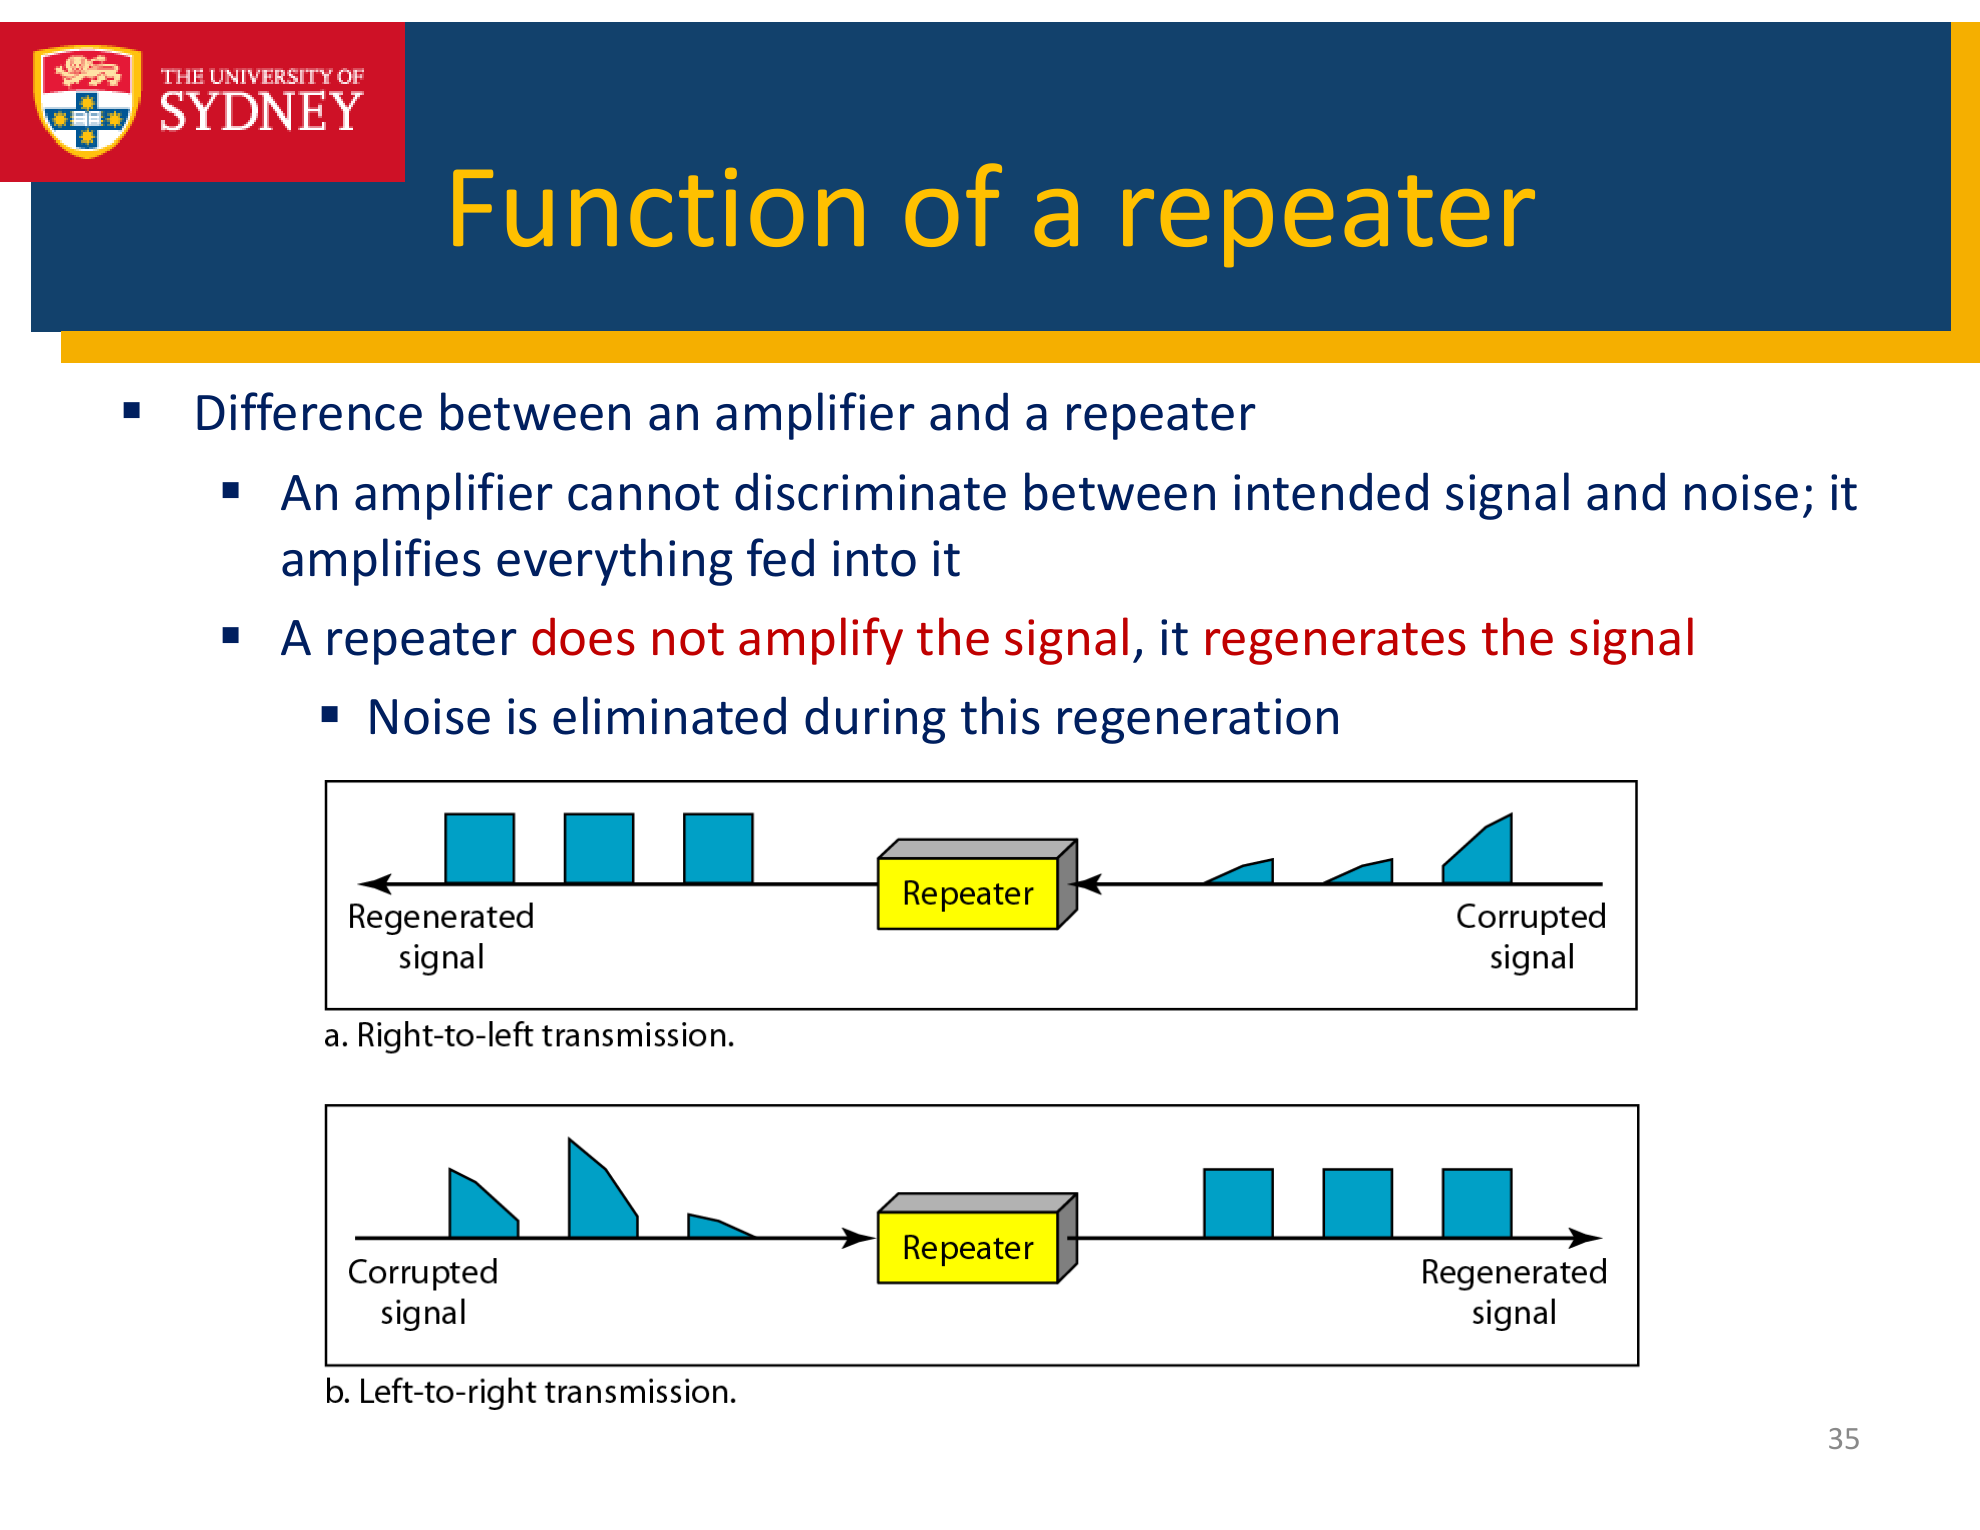 THE UNIVERSITY OF
SYDNEY
Function of a repeater
▪ Difference between an amplifier and a repeater
▪ An amplifier cannot discriminate between intended signal and noise; it
amplifies everything fed into it
▪ A repeater does not amplify the signal, it regenerates the signal
▪ Noise is eliminated during this regeneration
Repeater
Regenerated
signal
Corrupted
signal
a. Right-to-left transmission.
Repeater
Corrupted
signal
Regenerated
signal
b. Left-to-right transmission.
35